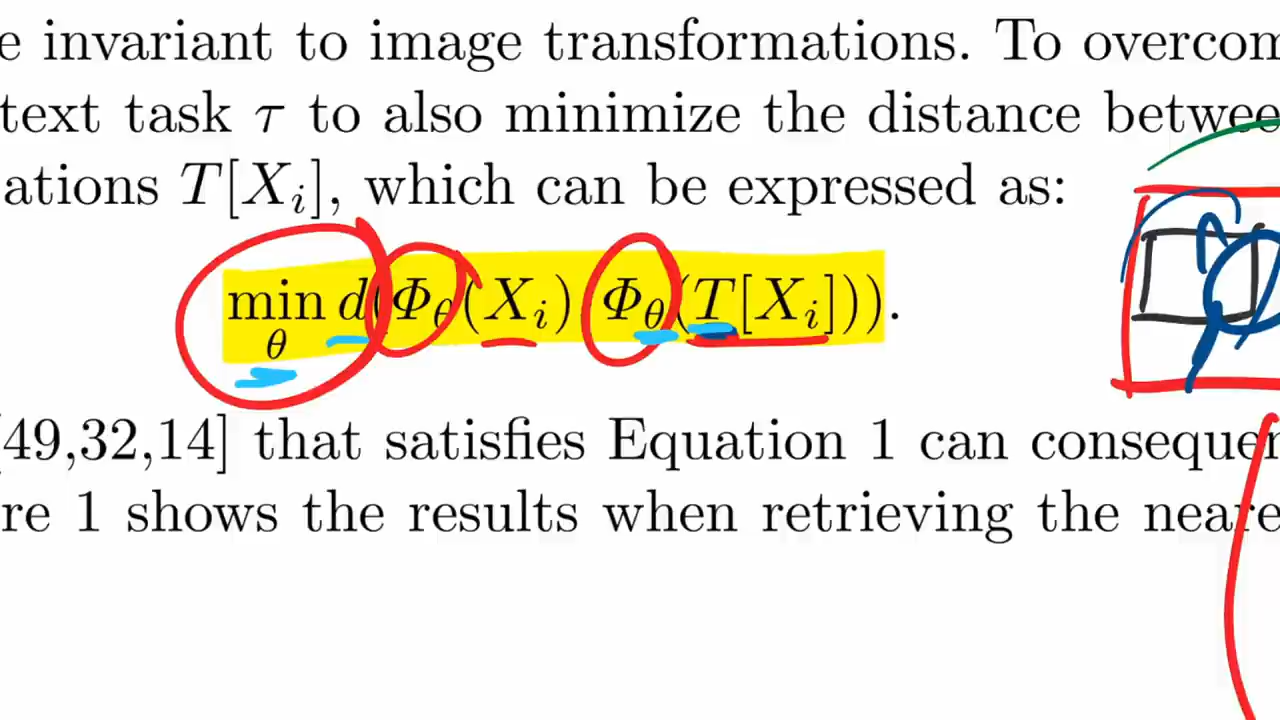 e invariant to image transformations. To overcom
text task τ to also minimize the distance betwee
ations T[X_i], which can be expressed as:
min_θ d(Φ_θ(X_i) Φ_θ(T[X_i])).
[49,32,14] that satisfies Equation 1 can consequen
re 1 shows the results when retrieving the neare